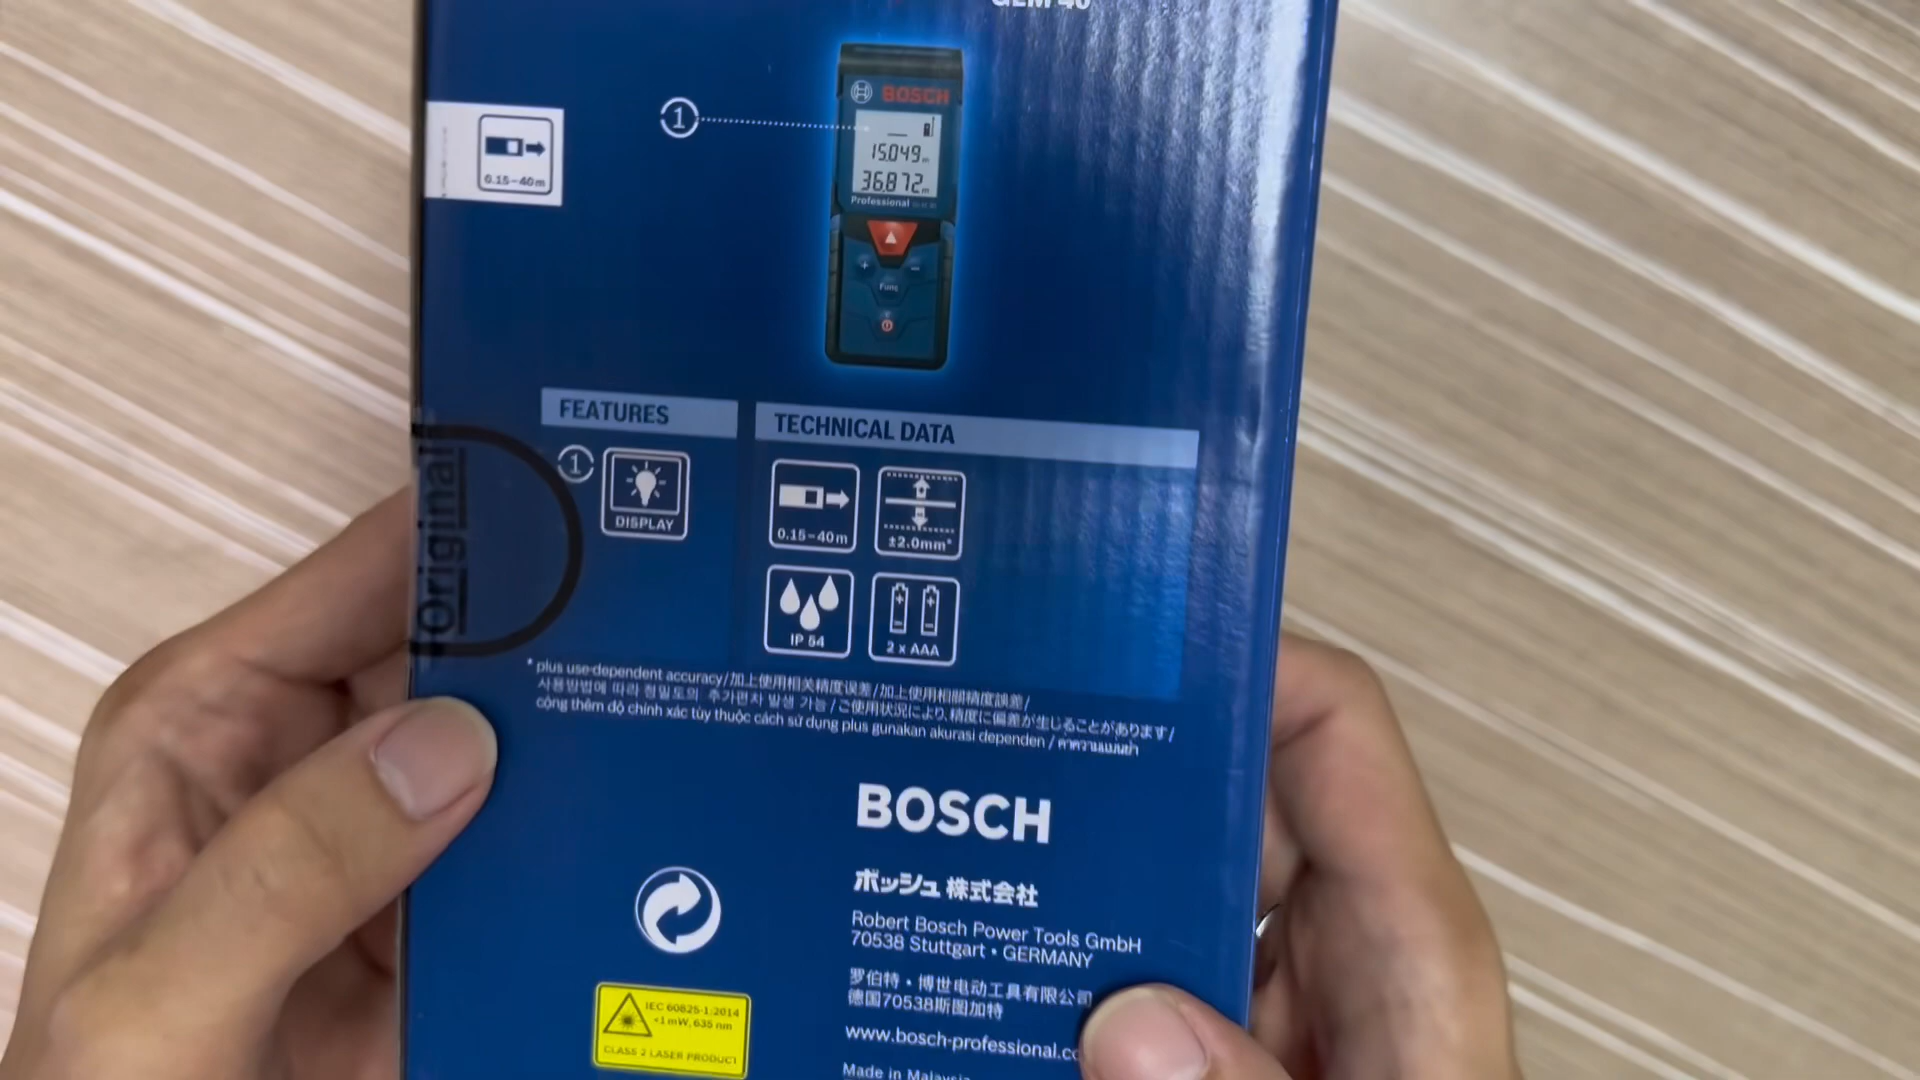 GLM 40
0.15-40m
1
BOSCH
15.049 m
36.872 m
Professional
Func
FEATURES
TECHNICAL DATA
1
DISPLAY
0.15-40m
±2.0mm*
IP 54
2 x AAA
Original
* plus use-dependent accuracy/加上使用相关精度误差/加上使用相關精度誤差/
사용방법에 따라 정밀도의 추가편차 발생 가능/ご使用状況により、精度に偏差が生じることがあります/
cộng thêm độ chính xác tùy thuộc cách sử dụng plus gunakan akurasi dependen /
BOSCH
ボッシュ 株式会社
Robert Bosch Power Tools GmbH
70538 Stuttgart • GERMANY
罗伯特・博世电动工具有限公司
德国70538斯图加特
www.bosch-professional.co
IEC 60825-1:2014
<1mW, 635 nm
CLASS 2 LASER PRODUCT
Made in Malaysia